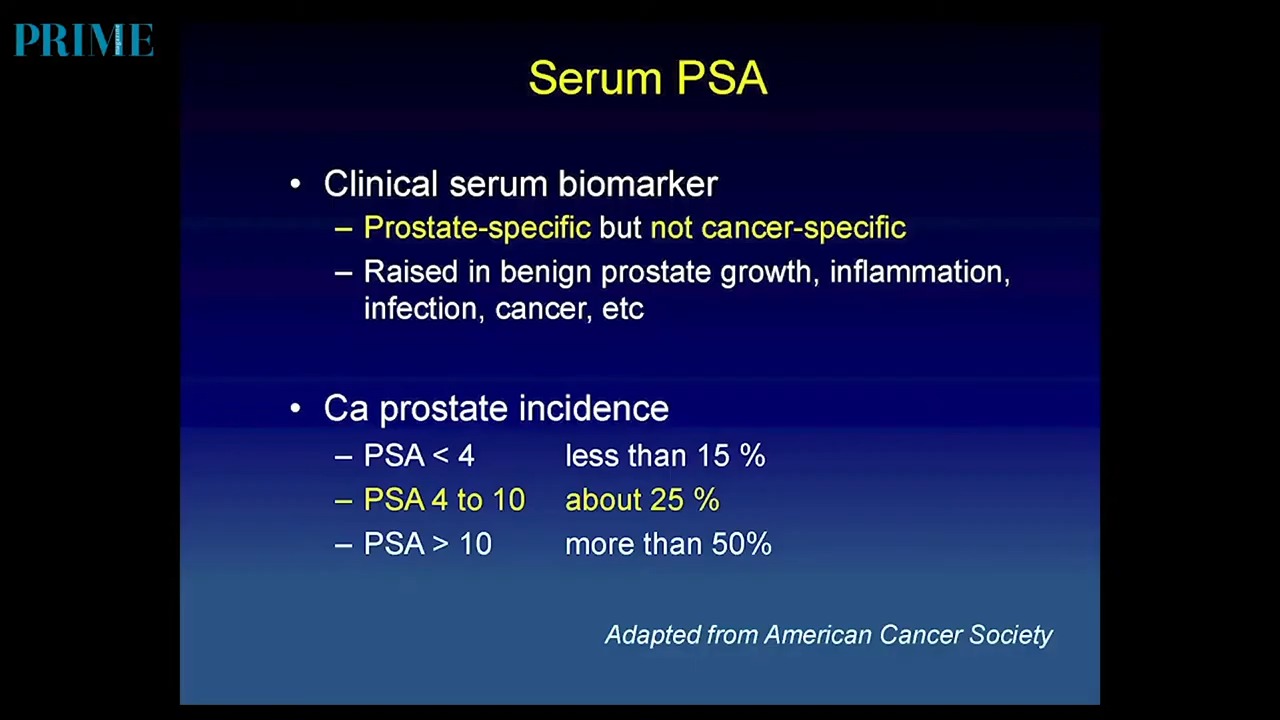 PRIME
magazine
Serum PSA
• Clinical serum biomarker
– Prostate-specific but not cancer-specific
– Raised in benign prostate growth, inflammation,
infection, cancer, etc
• Ca prostate incidence
– PSA < 4 less than 15 %
– PSA 4 to 10 about 25 %
– PSA > 10 more than 50%
Adapted from American Cancer Society